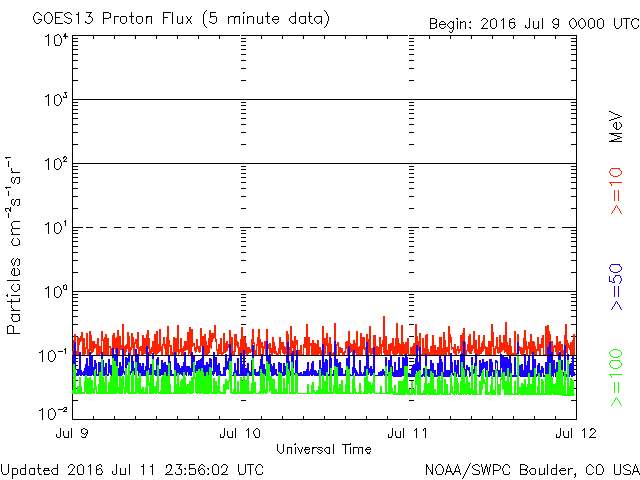 GOES13 Proton Flux (5 minute data)
Begin: 2016 Jul 9 0000 UTC
Particles cm⁻²s⁻¹sr⁻¹
10⁴
10³
10²
10¹
10⁰
10⁻¹
10⁻²
MeV
>=10
>=50
>=100
Jul 9
Jul 10
Jul 11
Jul 12
Universal Time
Updated 2016 Jul 11 23:56:02 UTC
NOAA/SWPC Boulder, CO USA